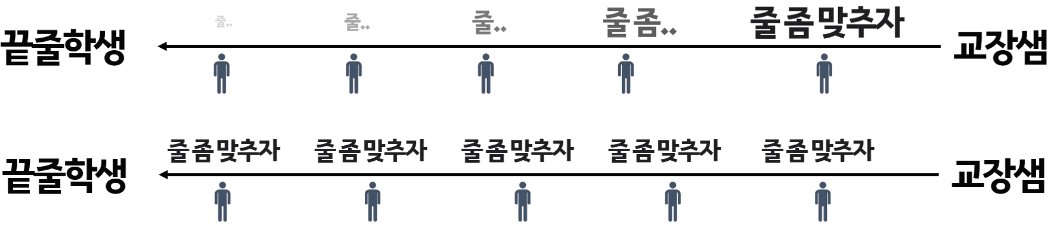 줄.. 줄.. 줄.. 줄 좀.. 줄 좀 맞추자
끝줄학생 교장샘
줄 좀 맞추자 줄 좀 맞추자 줄 좀 맞추자 줄 좀 맞추자 줄 좀 맞추자
끝줄학생 교장샘